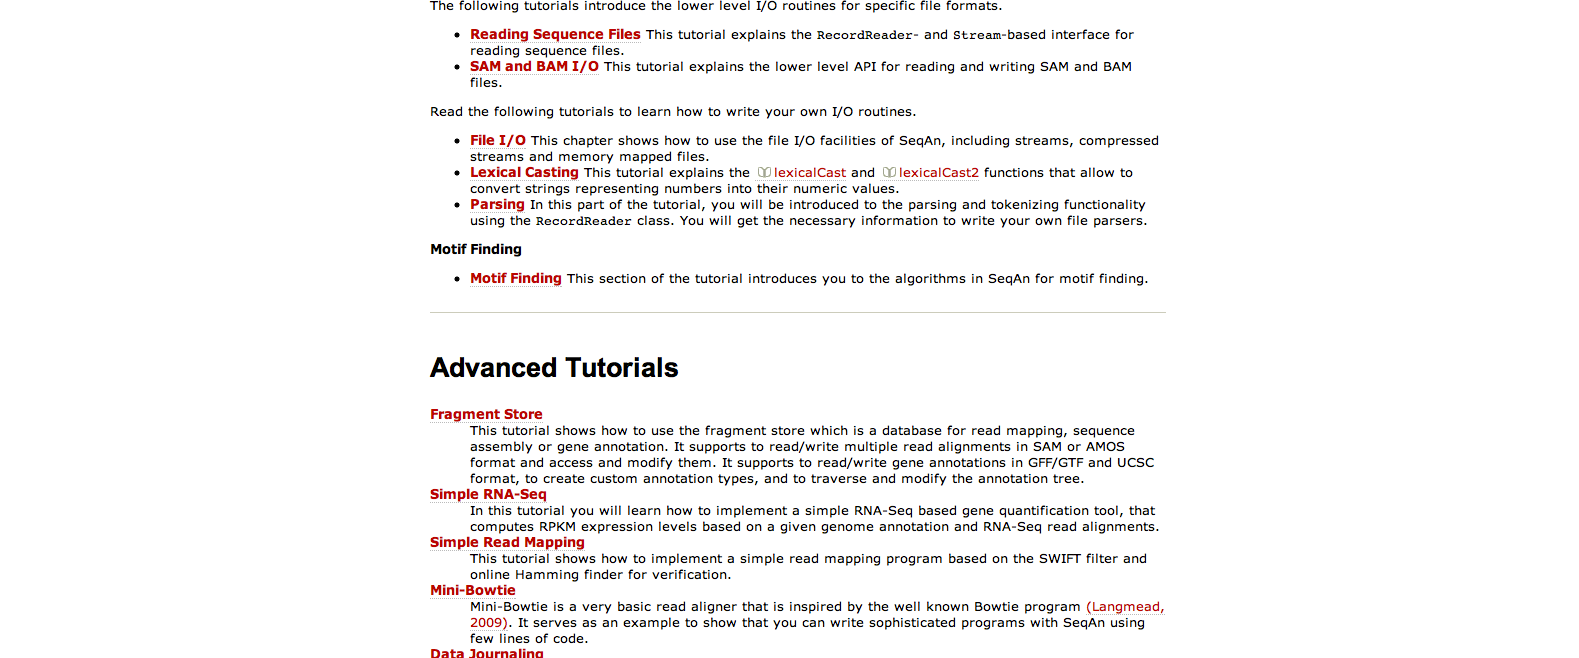 The following tutorials introduce the lower level I/O routines for specific file formats.
Reading Sequence Files This tutorial explains the RecordReader- and Stream-based interface for
reading sequence files.
SAM and BAM I/O This tutorial explains the lower level API for reading and writing SAM and BAM
files.
Read the following tutorials to learn how to write your own I/O routines.
File I/O This chapter shows how to use the file I/O facilities of SeqAn, including streams, compressed
streams and memory mapped files.
Lexical Casting This tutorial explains the lexicalCast and lexicalCast2 functions that allow to
convert strings representing numbers into their numeric values.
Parsing In this part of the tutorial, you will be introduced to the parsing and tokenizing functionality
using the RecordReader class. You will get the necessary information to write your own file parsers.
Motif Finding
Motif Finding This section of the tutorial introduces you to the algorithms in SeqAn for motif finding.
Advanced Tutorials
Fragment Store
This tutorial shows how to use the fragment store which is a database for read mapping, sequence
assembly or gene annotation. It supports to read/write multiple read alignments in SAM or AMOS
format and access and modify them. It supports to read/write gene annotations in GFF/GTF and UCSC
format, to create custom annotation types, and to traverse and modify the annotation tree.
Simple RNA-Seq
In this tutorial you will learn how to implement a simple RNA-Seq based gene quantification tool, that
computes RPKM expression levels based on a given genome annotation and RNA-Seq read alignments.
Simple Read Mapping
This tutorial shows how to implement a simple read mapping program based on the SWIFT filter and
online Hamming finder for verification.
Mini-Bowtie
Mini-Bowtie is a very basic read aligner that is inspired by the well known Bowtie program (Langmead,
2009). It serves as an example to show that you can write sophisticated programs with SeqAn using
few lines of code.
Data Journaling